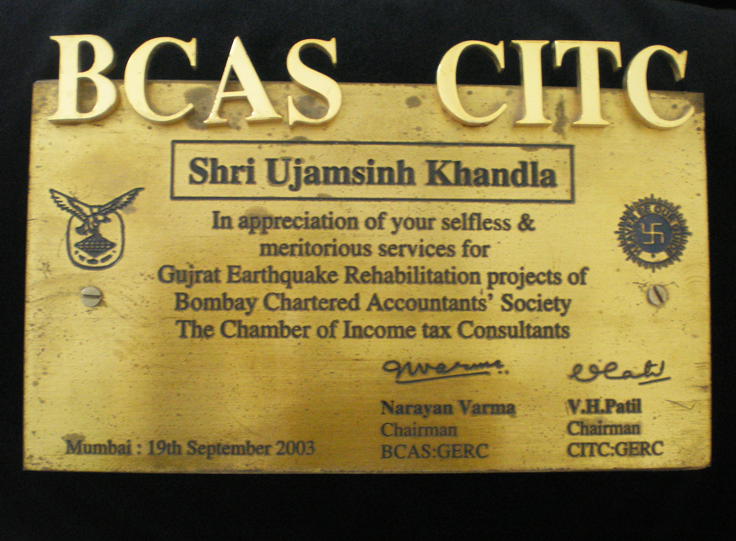 BCAS CITC
Shri Ujamsinh Khandla
In appreciation of your selfless &
meritorious services for
Gujrat Earthquake Rehabilitation projects of
Bombay Chartered Accountants' Society
The Chamber of Income tax Consultants
Narayan Varma
Chairman
BCAS:GERC
V.H.Patil
Chairman
CITC:GERC
Mumbai : 19th September 2003